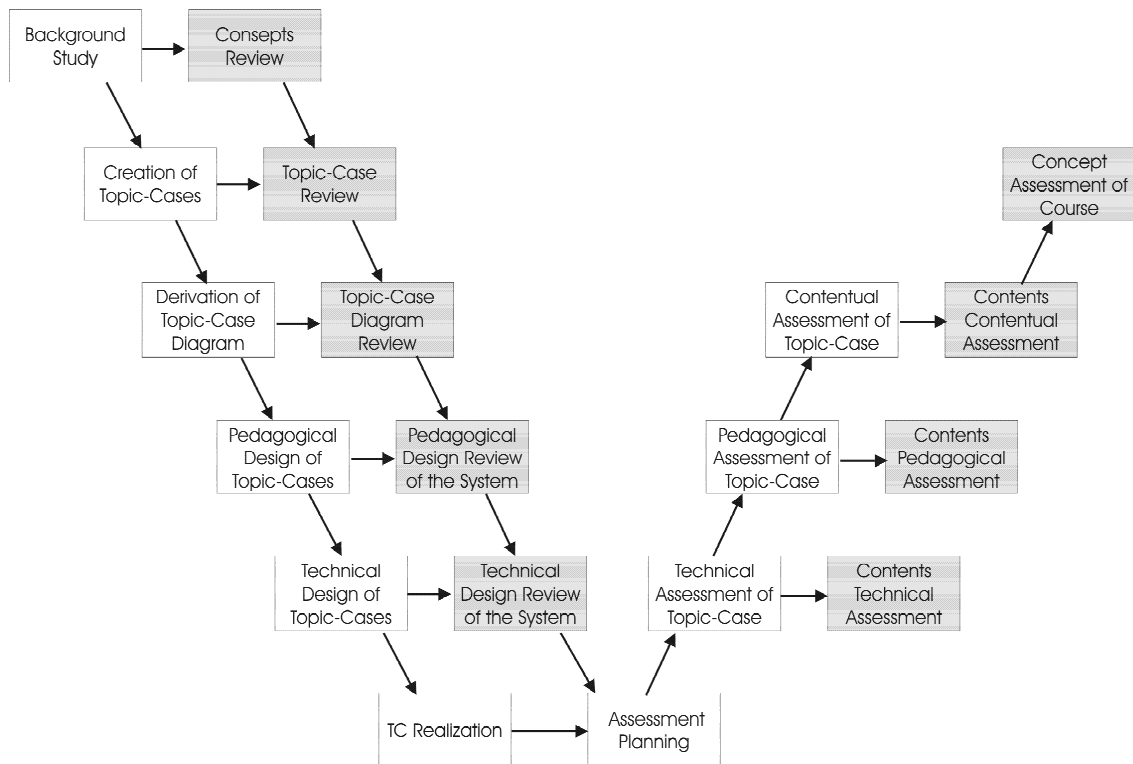 Background
Study
Consepts
Review
Creation of
Topic-Cases
Topic-Case
Review
Concept
Assessment of
Course
Derivation of
Topic-Case
Diagram
Topic-Case
Diagram
Review
Contentual
Assessment of
Topic-Case
Contents
Contentual
Assessment
Pedagogical
Design of
Topic-Cases
Pedagogical
Design Review
of the System
Pedagogical
Assessment of
Topic-Case
Contents
Pedagogical
Assessment
Technical
Design of
Topic-Cases
Technical
Design Review
of the System
Technical
Assessment of
Topic-Case
Contents
Technical
Assessment
TC Realization
Assessment
Planning